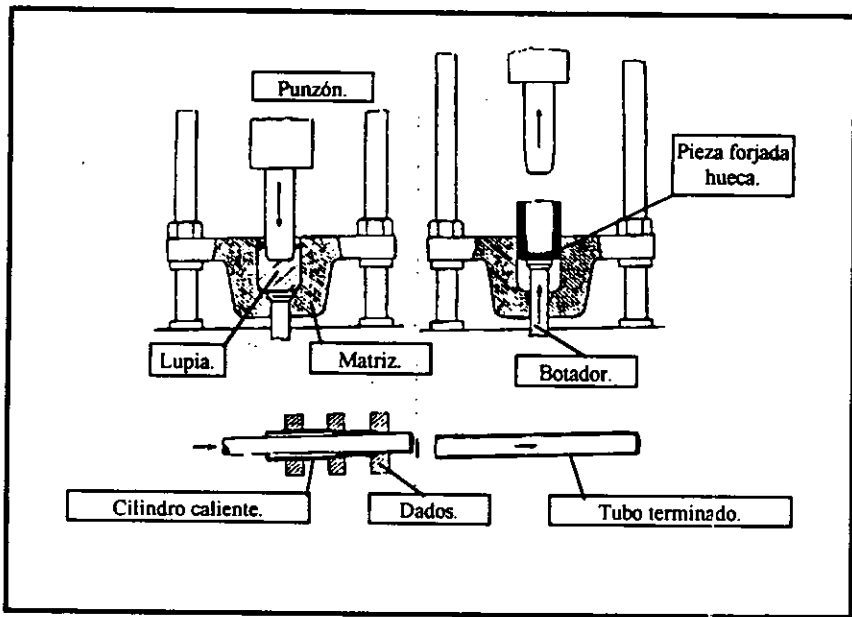 Punzón.
Pieza forjada
hueca.
Lupia.
Matriz.
Botador.
Cilindro caliente.
Dados.
Tubo terminado.